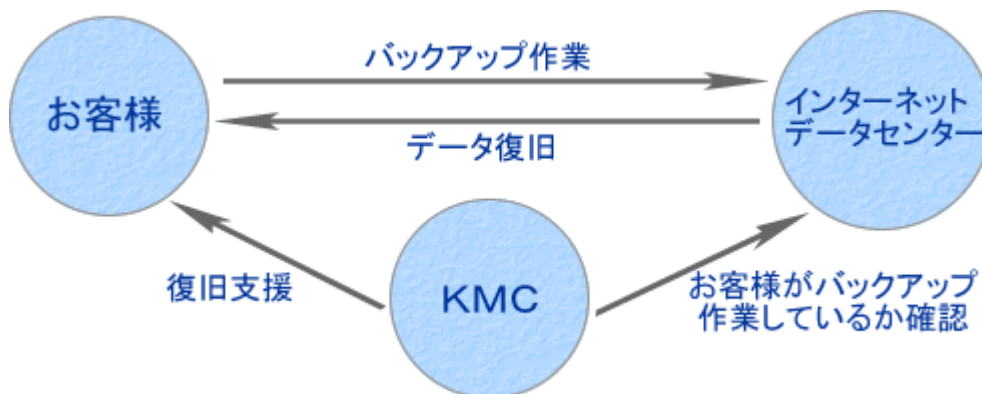 バックアップ作業
お客様
インターネット
データセンター
データ復旧
復旧支援
KMC
お客様がバックアップ
作業しているか確認